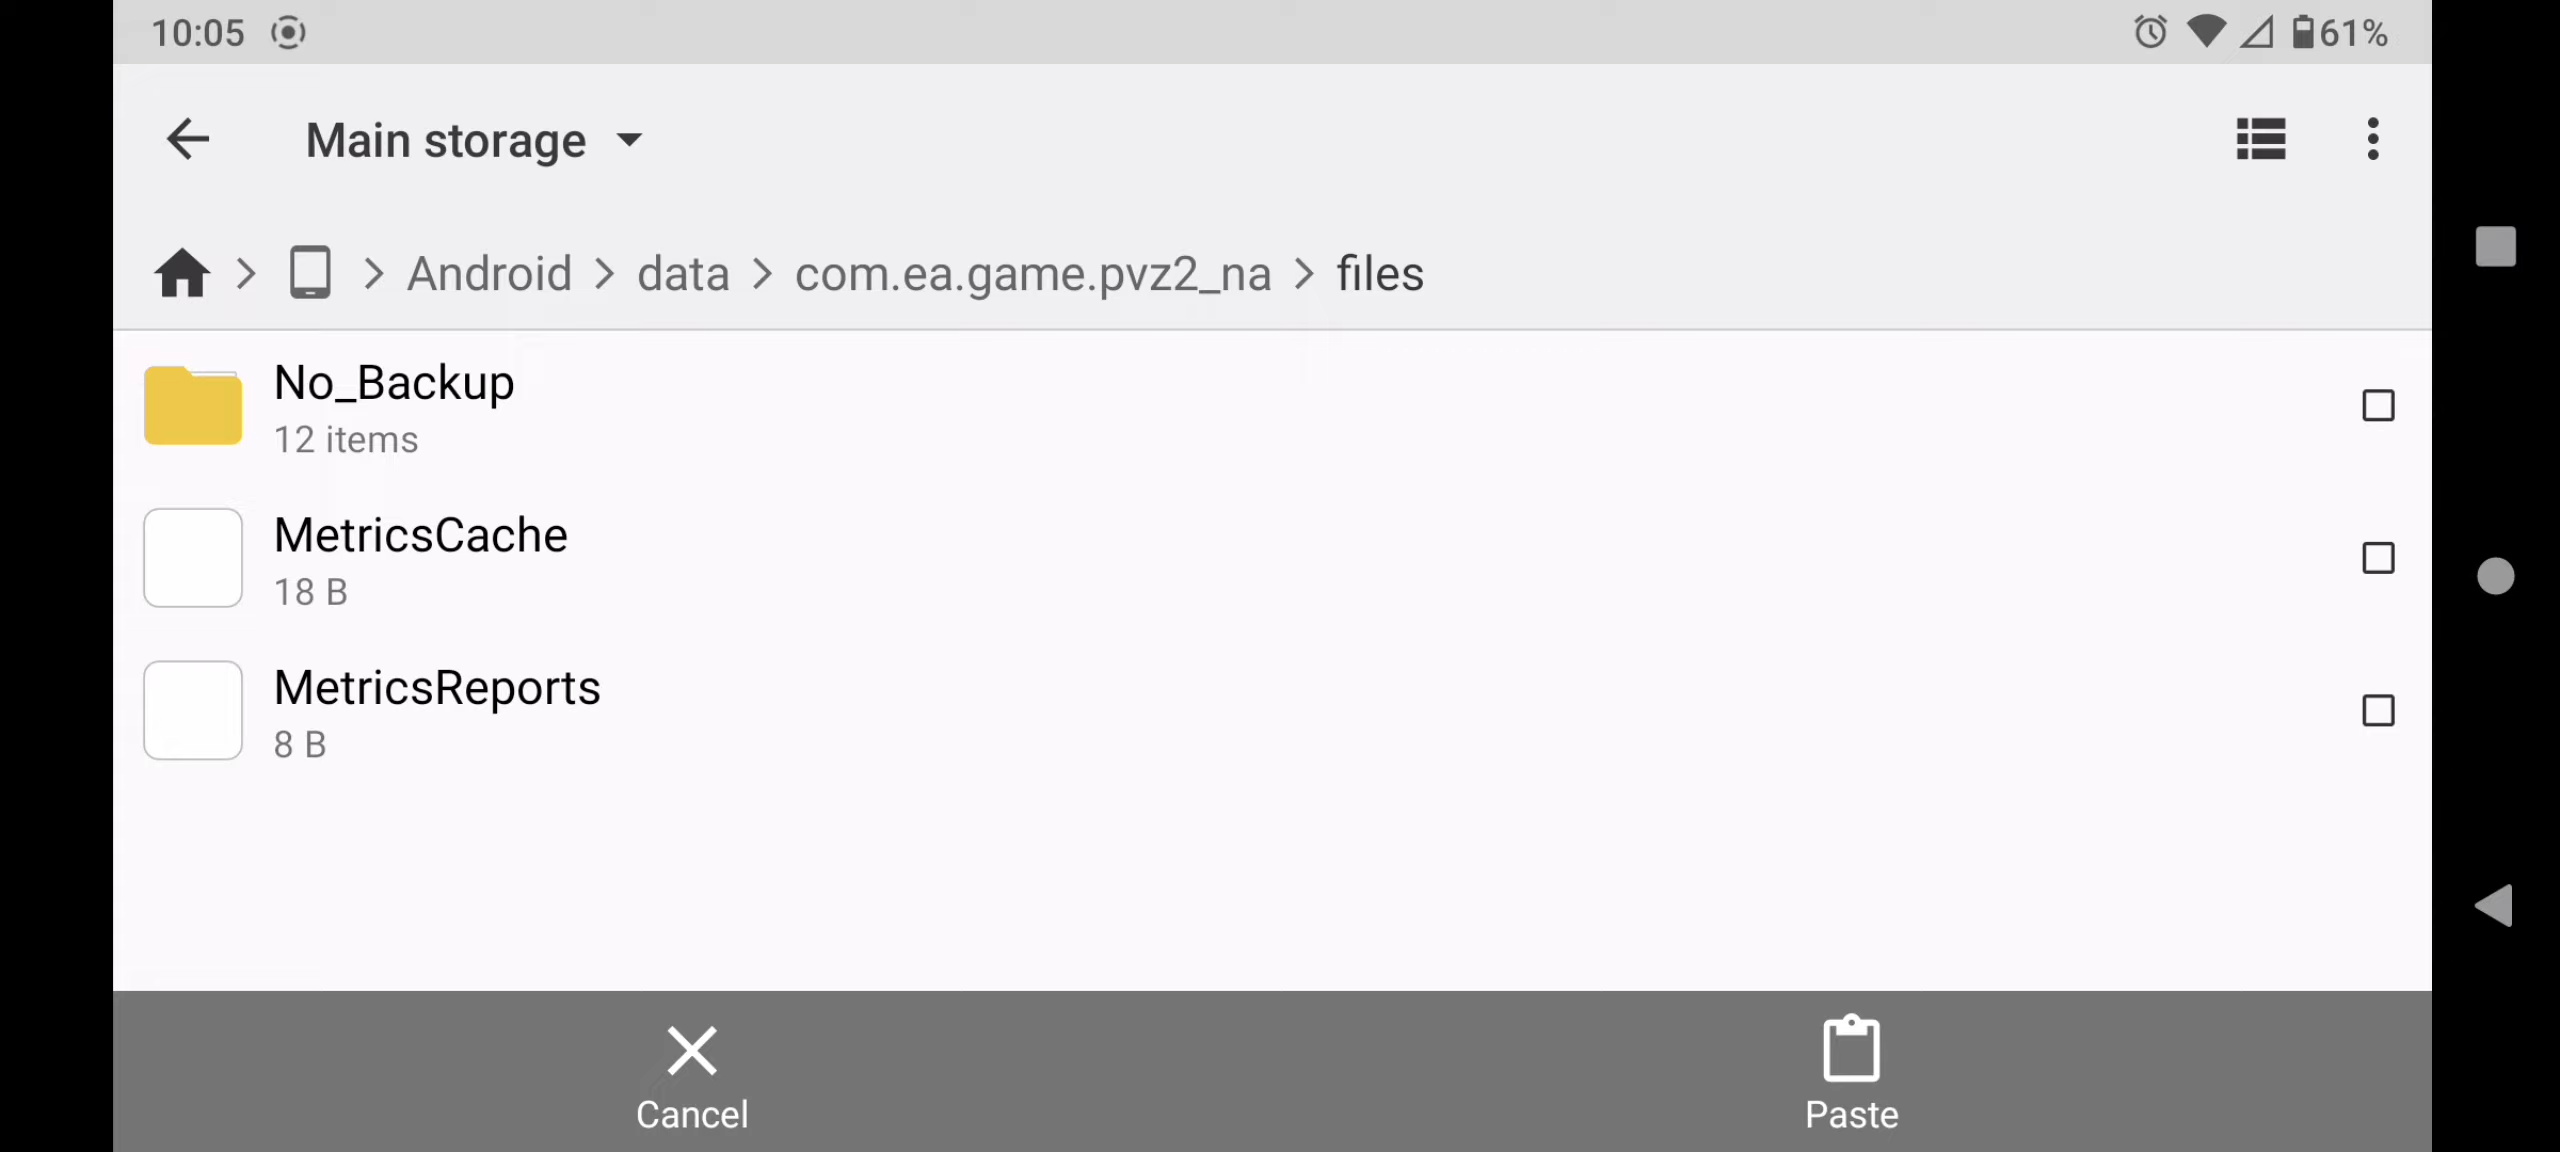 10:05
61%
Main storage
Android > data > com.ea.game.pvz2_na > files
No_Backup
12 items
MetricsCache
18 B
MetricsReports
8 B
Cancel
Paste